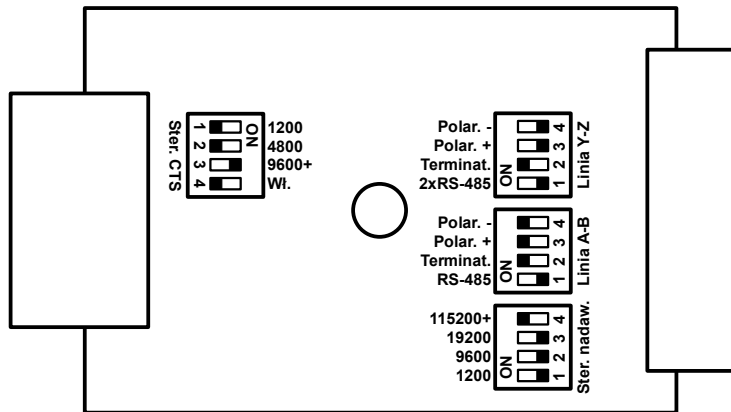 Ster. CTS
1 ON 1200
2 4800
3 9600+
4 Wł.
Polar. - 4
Polar. + 3
Terminat. ON 2
2xRS-485 1
Linia Y-Z
Polar. - 4
Polar. + 3
Terminat. ON 2
RS-485 1
Linia A-B
115200+ 4
19200 3
9600 ON 2
1200 1
Ster. nadaw.